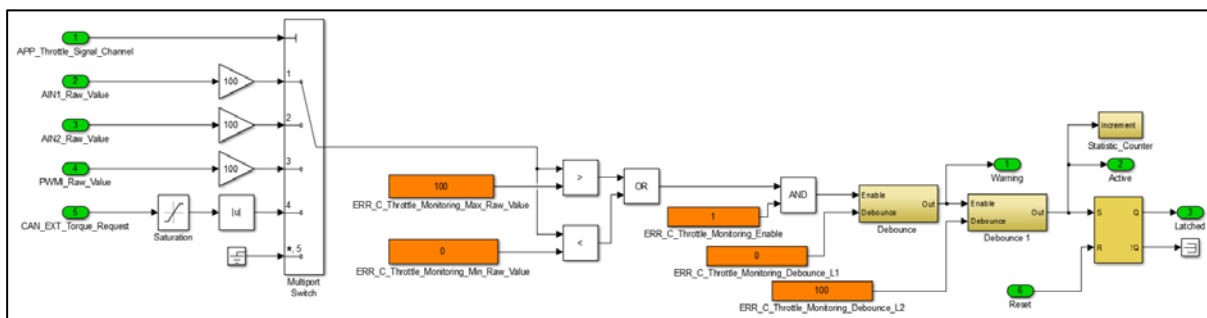 1
APP_Throttle_Signal_Channel
2
AIN1_Raw_Value
100
1
3
AIN2_Raw_Value
100
2
4
PWMI_Raw_Value
100
3
5
CAN_EXT_Torque_Request
Saturation
|u|
4
*, 5
Multiport
Switch
100
ERR_C_Throttle_Monitoring_Max_Raw_Value
0
ERR_C_Throttle_Monitoring_Min_Raw_Value
>
<
OR
1
ERR_C_Throttle_Monitoring_Enable
AND
0
ERR_C_Throttle_Monitoring_Debounce_L1
100
ERR_C_Throttle_Monitoring_Debounce_L2
Enable
Out
Debounce
Debounce
1
Warning
Enable
Out
Debounce
Debounce 1
Increment
Statistic_Counter
2
Active
S
Q
R
!Q
3
Latched
6
Reset